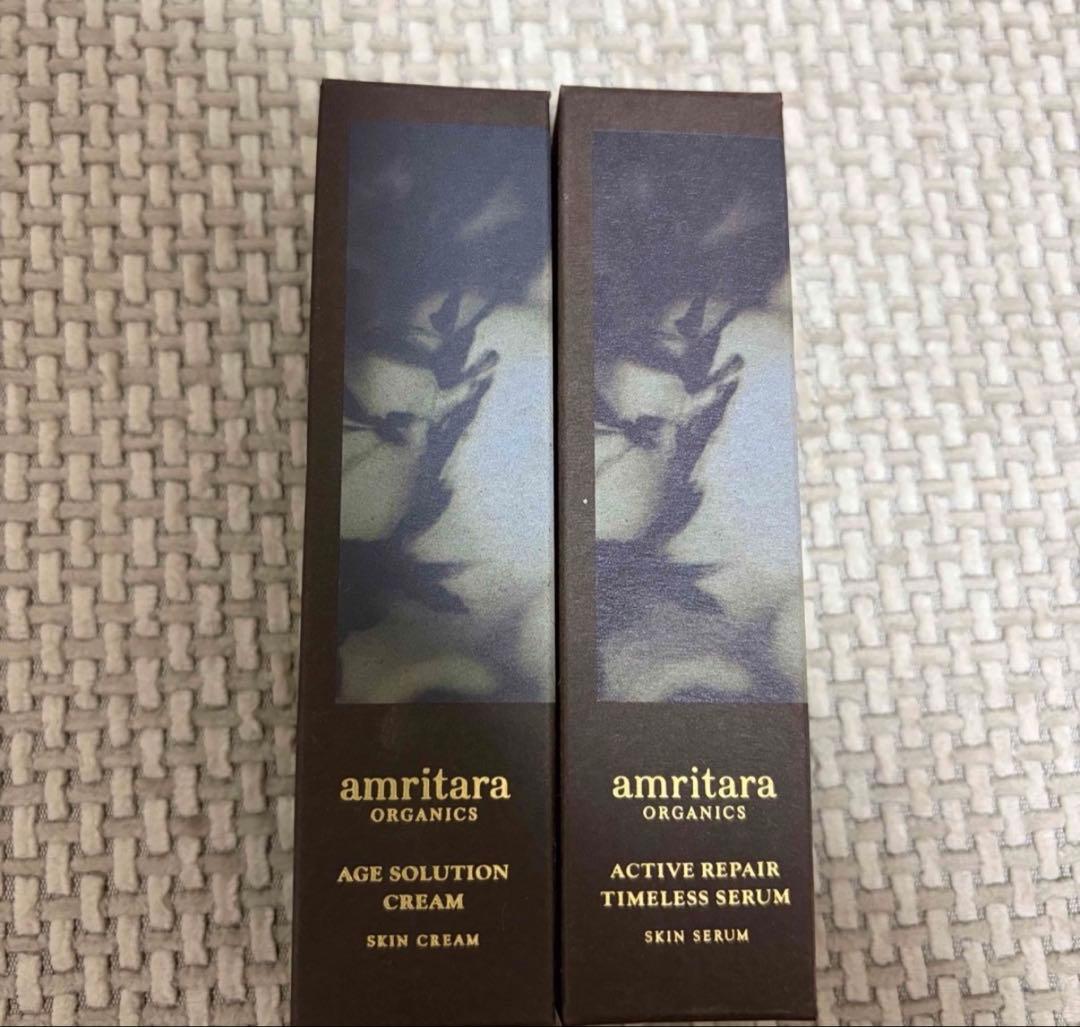 amritara
ORGANICS
AGE SOLUTION
CREAM
SKIN CREAM
amritara
ORGANICS
ACTIVE REPAIR
TIMELESS SERUM
SKIN SERUM